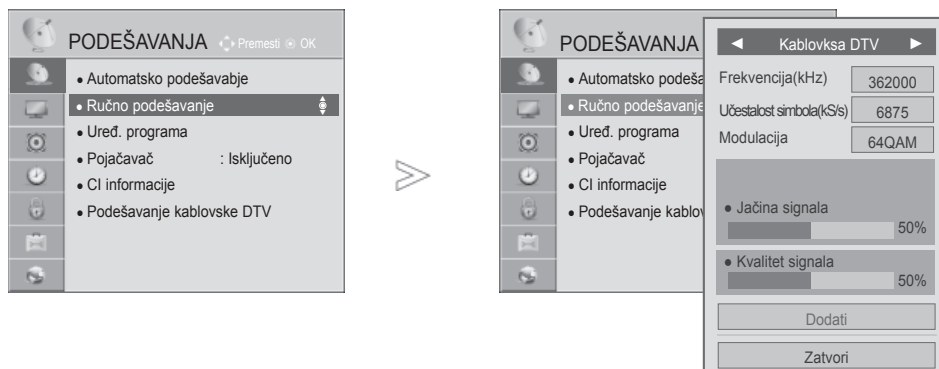 PODEŠAVANJA Premesti OK
• Automatsko podešavabje
• Ručno podešavanje
• Uređ. programa
• Pojačavač : Isključeno
• CI informacije
• Podešavanje kablovske DTV
PODEŠAVANJA
• Automatsko podeša
• Ručno podešavanje
• Uređ. programa
• Pojačavač
• CI informacije
• Podešavanje kablov
◄ Kablovksa DTV ►
Frekvencija(kHz) 362000
Učestalost simbola(kS/s) 6875
Modulacija 64QAM
• Jačina signala
50%
• Kvalitet signala
50%
Dodati
Zatvori